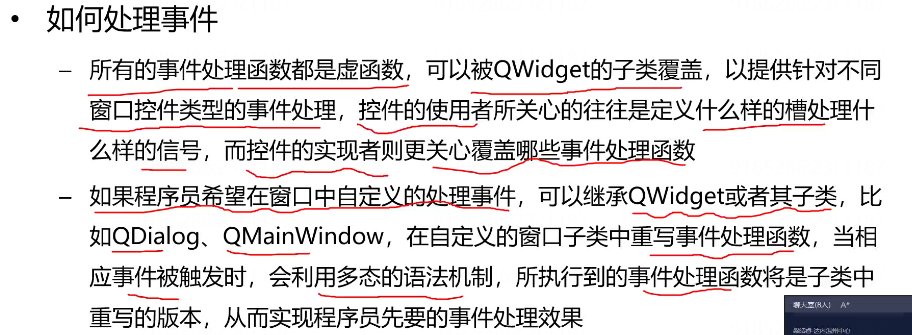 • 如何处理事件
– 所有的事件处理函数都是虚函数，可以被QWidget的子类覆盖，以提供针对不同
窗口控件类型的事件处理，控件的使用者所关心的往往是定义什么样的槽处理什
么样的信号，而控件的实现者则更关心覆盖哪些事件处理函数
– 如果程序员希望在窗口中自定义的处理事件，可以继承QWidget或者其子类，比
如QDialog、QMainWindow，在自定义的窗口子类中重写事件处理函数，当相
应事件被触发时，会利用多态的语法机制，所执行到的事件处理函数将是子类中
重写的版本，从而实现程序员先要的事件处理效果
聊天室(8人) A*